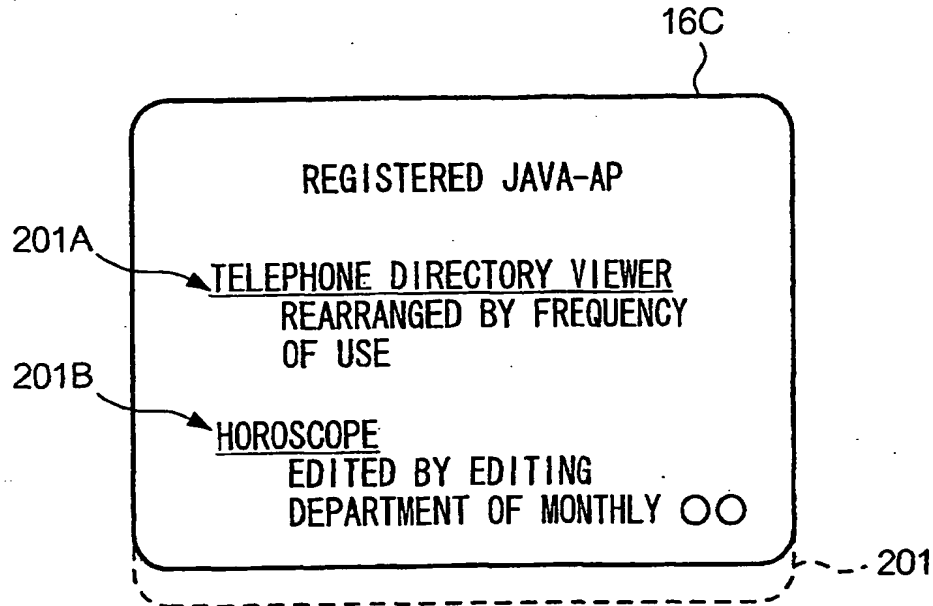 16C
REGISTERED JAVA-AP
201A
TELEPHONE DIRECTORY VIEWER
REARRANGED BY FREQUENCY
OF USE
201B
HOROSCOPE
EDITED BY EDITING
DEPARTMENT OF MONTHLY ○○
201